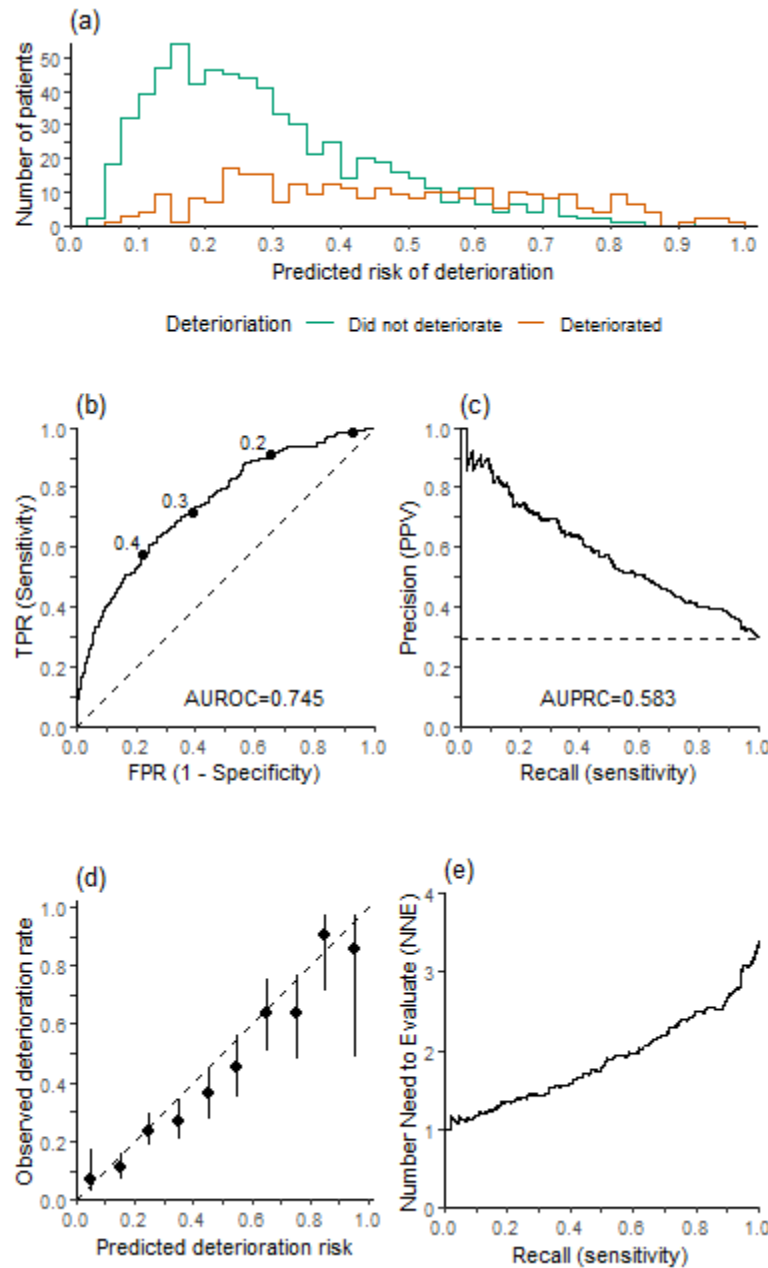 (a)
Number of patients
50
40
30
20
10
0
0.0 0.1 0.2 0.3 0.4 0.5 0.6 0.7 0.8 0.9 1.0
Predicted risk of deterioration
Deterioriation Did not deteriorate Deteriorated
(b)
TPR (Sensitivity)
1.0
0.8
0.6
0.4
0.2
0.0
0.2
0.3
0.4
AUROC=0.745
0.0 0.2 0.4 0.6 0.8 1.0
FPR (1 - Specificity)
(c)
Precision (PPV)
1.0
0.8
0.6
0.4
0.2
0.0
AUPRC=0.583
0.0 0.2 0.4 0.6 0.8 1.0
Recall (sensitivity)
(d)
Observed deterioration rate
1.0
0.8
0.6
0.4
0.2
0.0
0.0 0.2 0.4 0.6 0.8 1.0
Predicted deterioration risk
(e)
Number Need to Evaluate (NNE)
4
3
2
1
0
0.0 0.2 0.4 0.6 0.8 1.0
Recall (sensitivity)